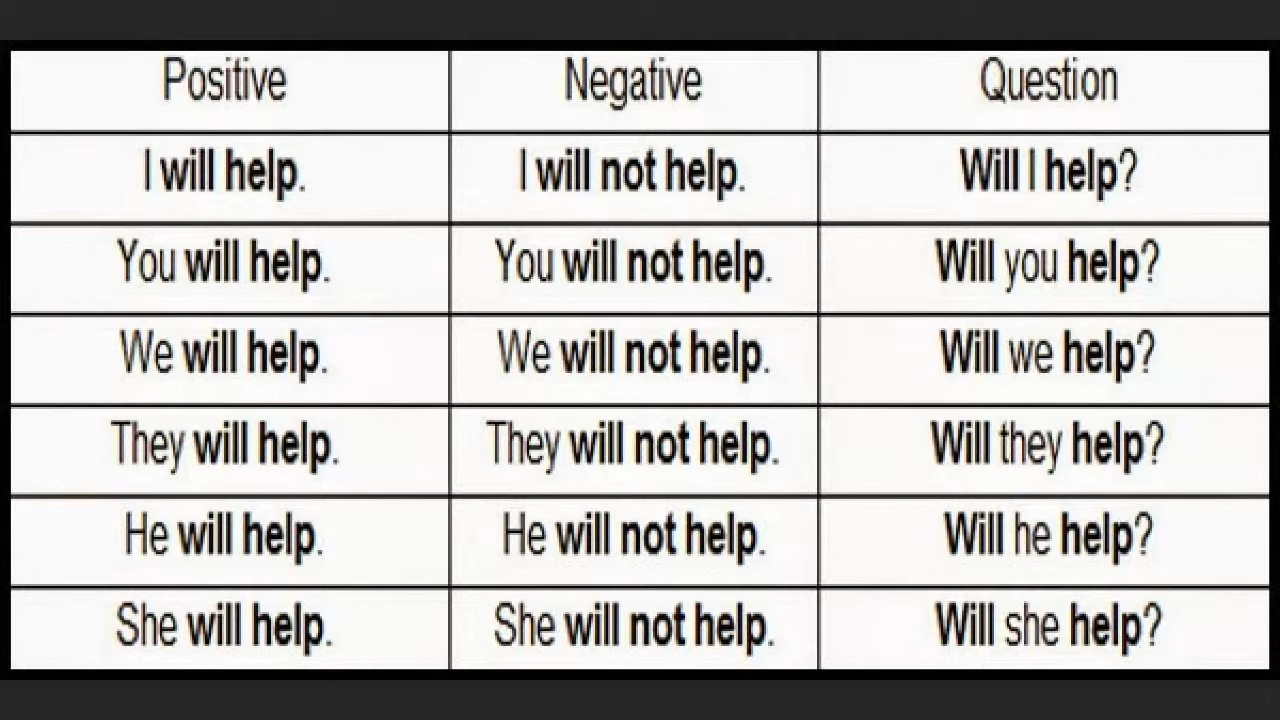 Positive Negative Question
I will help. I will not help. Will I help?
You will help. You will not help. Will you help?
We will help. We will not help. Will we help?
They will help. They will not help. Will they help?
He will help. He will not help. Will he help?
She will help. She will not help. Will she help?